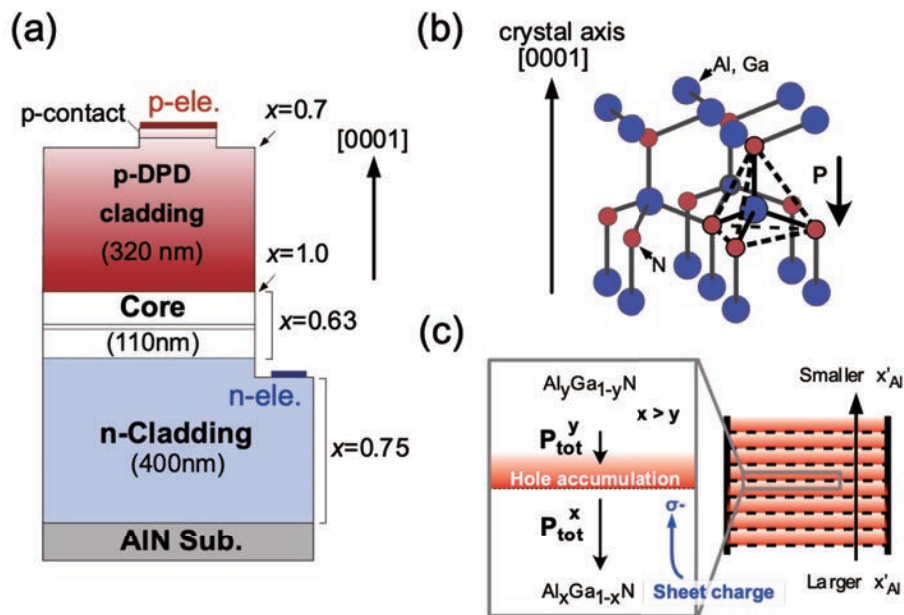 (a)
p-ele.
p-contact
x=0.7
[0001]
p-DPD
cladding
(320 nm)
x=1.0
Core
x=0.63
(110nm)
n-ele.
n-Cladding
(400nm)
x=0.75
AlN Sub.
(b)
crystal axis
[0001]
Al, Ga
P
N
(c)
AlyGa1-yN
x > y
Ptot y
Hole accumulation
σ-
Ptot x
Sheet charge
AlxGa1-xN
Smaller x'Al
Larger x'Al